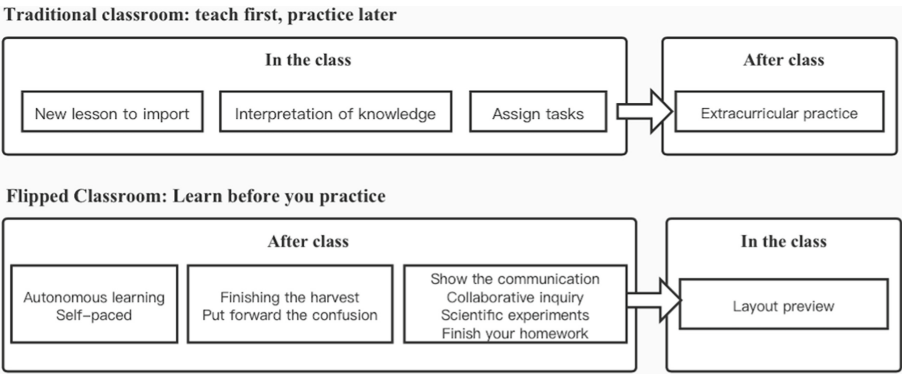 Traditional classroom: teach first, practice later
In the class
After class
New lesson to import
Interpretation of knowledge
Assign tasks
Extracurricular practice
Flipped Classroom: Learn before you practice
After class
In the class
Autonomous learning
Self-paced
Finishing the harvest
Put forward the confusion
Show the communication
Collaborative inquiry
Scientific experiments
Finish your homework
Layout preview